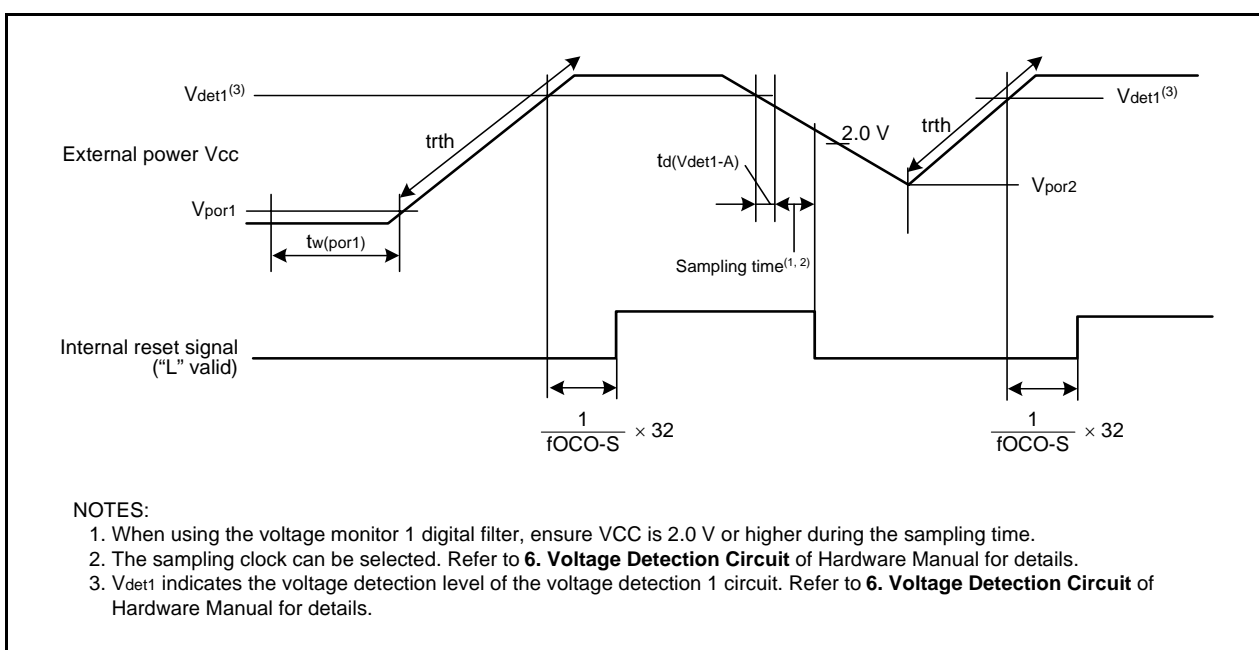 Vdet1(3)
trth
External power Vcc
Vpor1
tw(por1)
td(Vdet1-A)
Sampling time(1, 2)
2.0 V
trth
Vdet1(3)
Vpor2
Internal reset signal
(“L” valid)
1
fOCO-S
× 32
1
fOCO-S
× 32
NOTES:
1. When using the voltage monitor 1 digital filter, ensure VCC is 2.0 V or higher during the sampling time.
2. The sampling clock can be selected. Refer to 6. Voltage Detection Circuit of Hardware Manual for details.
3. Vdet1 indicates the voltage detection level of the voltage detection 1 circuit. Refer to 6. Voltage Detection Circuit of
Hardware Manual for details.